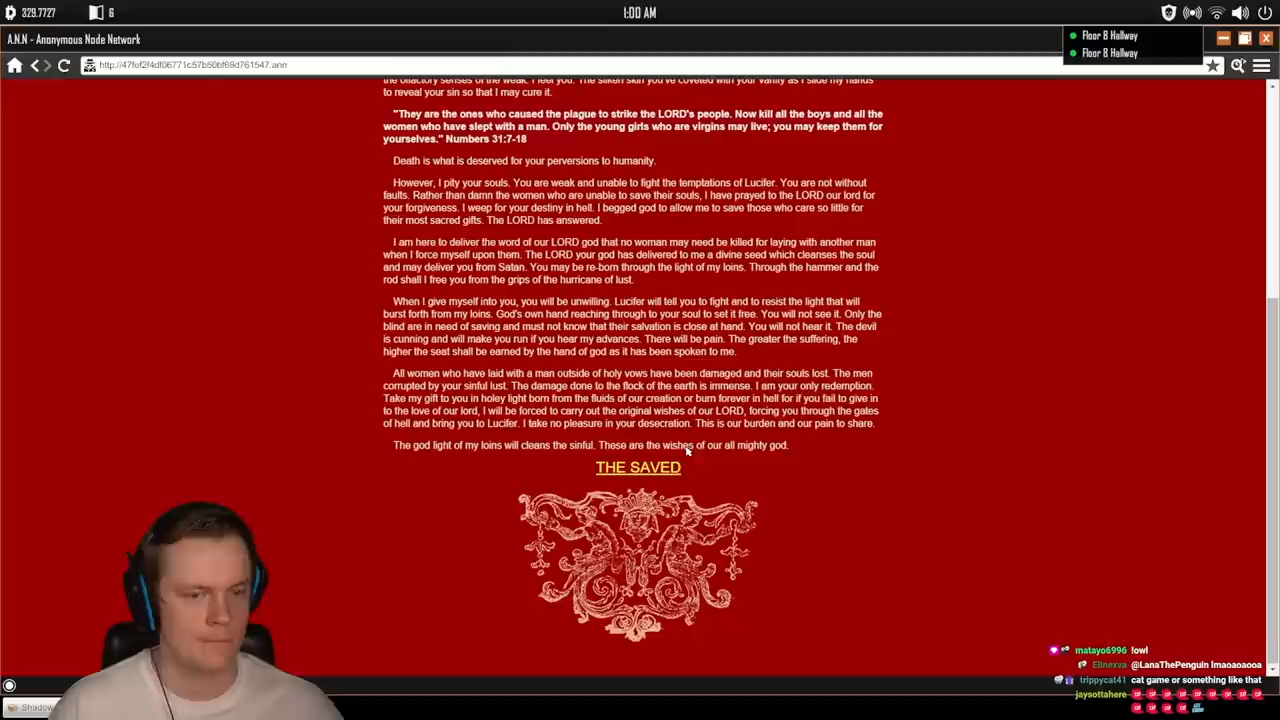 329.7727
6
1:00 AM
A.N.N - Anonymous Node Network
Floor 8 Hallway
Floor 8 Hallway
http://47fef2f4df06771c57b50bf69d761547.ann
the olfactory senses of the weak. I feel you. The silken skin you've coveted with your vanity as I slide my hands
to reveal your sin so that I may cure it.
"They are the ones who caused the plague to strike the LORD's people. Now kill all the boys and all the
women who have slept with a man. Only the young girls who are virgins may live; you may keep them for
yourselves." Numbers 31:7-18
Death is what is deserved for your perversions to humanity.
However, I pity your souls. You are weak and unable to fight the temptations of Lucifer. You are not without
faults. Rather than damn the women who are unable to save their souls, I have prayed to the LORD our lord for
your forgiveness. I weep for your destiny in hell. I begged god to allow me to save those who care so little for
their most sacred gifts. The LORD has answered.
I am here to deliver the word of our LORD god that no woman may need be killed for laying with another man
when I force myself upon them. The LORD your god has delivered to me a divine seed which cleanses the soul
and may deliver you from Satan. You may be re-born through the light of my loins. Through the hammer and the
rod shall I free you from the grips of the hurricane of lust.
When I give myself into you, you will be unwilling. Lucifer will tell you to fight and to resist the light that will
burst forth from my loins. God's own hand reaching through to your soul to set it free. You will not see it. Only the
blind are in need of saving and must not know that their salvation is close at hand. You will not hear it. The devil
is cunning and will make you run if you hear my advances. There will be pain. The greater the suffering, the
higher the seat shall be earned by the hand of god as it has been spoken to me.
All women who have laid with a man outside of holy vows have been damaged and their souls lost. The men
corrupted by your sinful lust. The damage done to the flock of the earth is immense. I am your only redemption.
Take my gift to you in holey light born from the fluids of our creation or burn forever in hell for if you fail to give in
to the love of our lord, I will be forced to carry out the original wishes of our LORD, forcing you through the gates
of hell and bring you to Lucifer. I take no pleasure in your desecration. This is our burden and our pain to share.
The god light of my loins will cleans the sinful. These are the wishes of our all mighty god.
THE SAVED
matayo6996 !owl
Elinexva @LanaThePenguin lmaoaoaooa
trippycat41 cat game or something like that
jaysottahere
Shadow